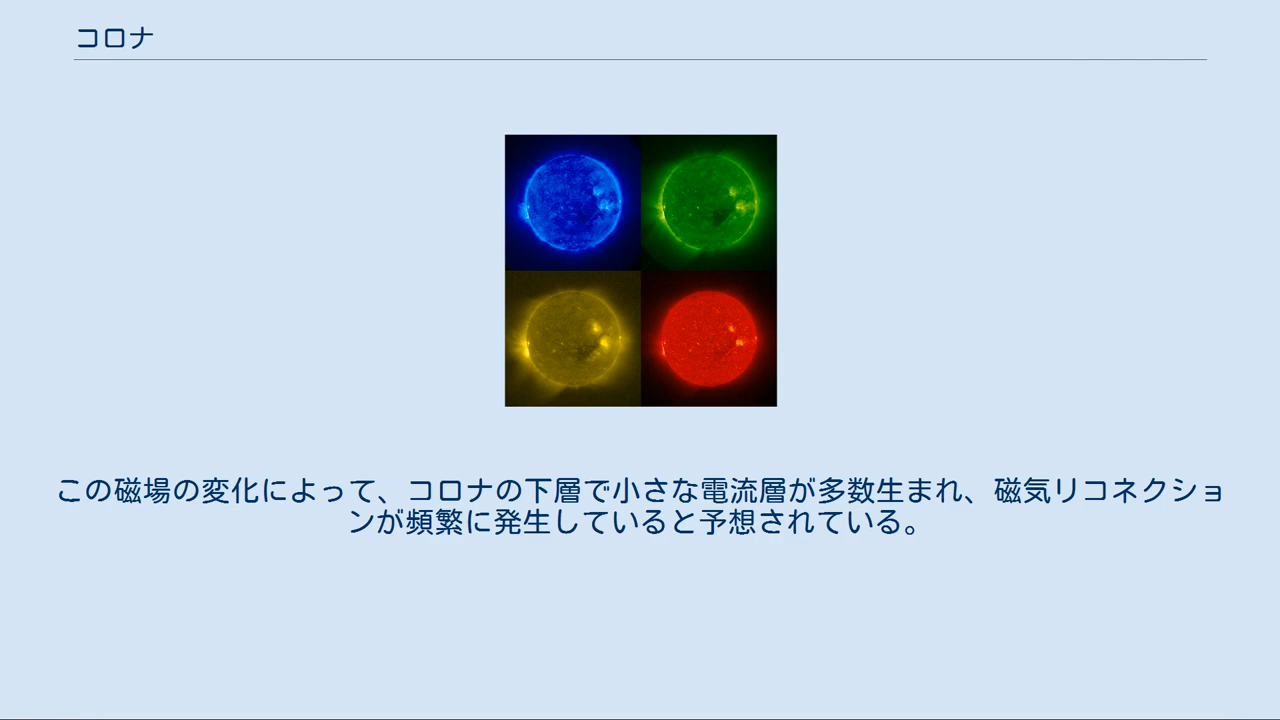 コロナ
この磁場の変化によって、コロナの下層で小さな電流層が多数生まれ、磁気リコネクショ
ンが頻繁に発生していると予想されている。